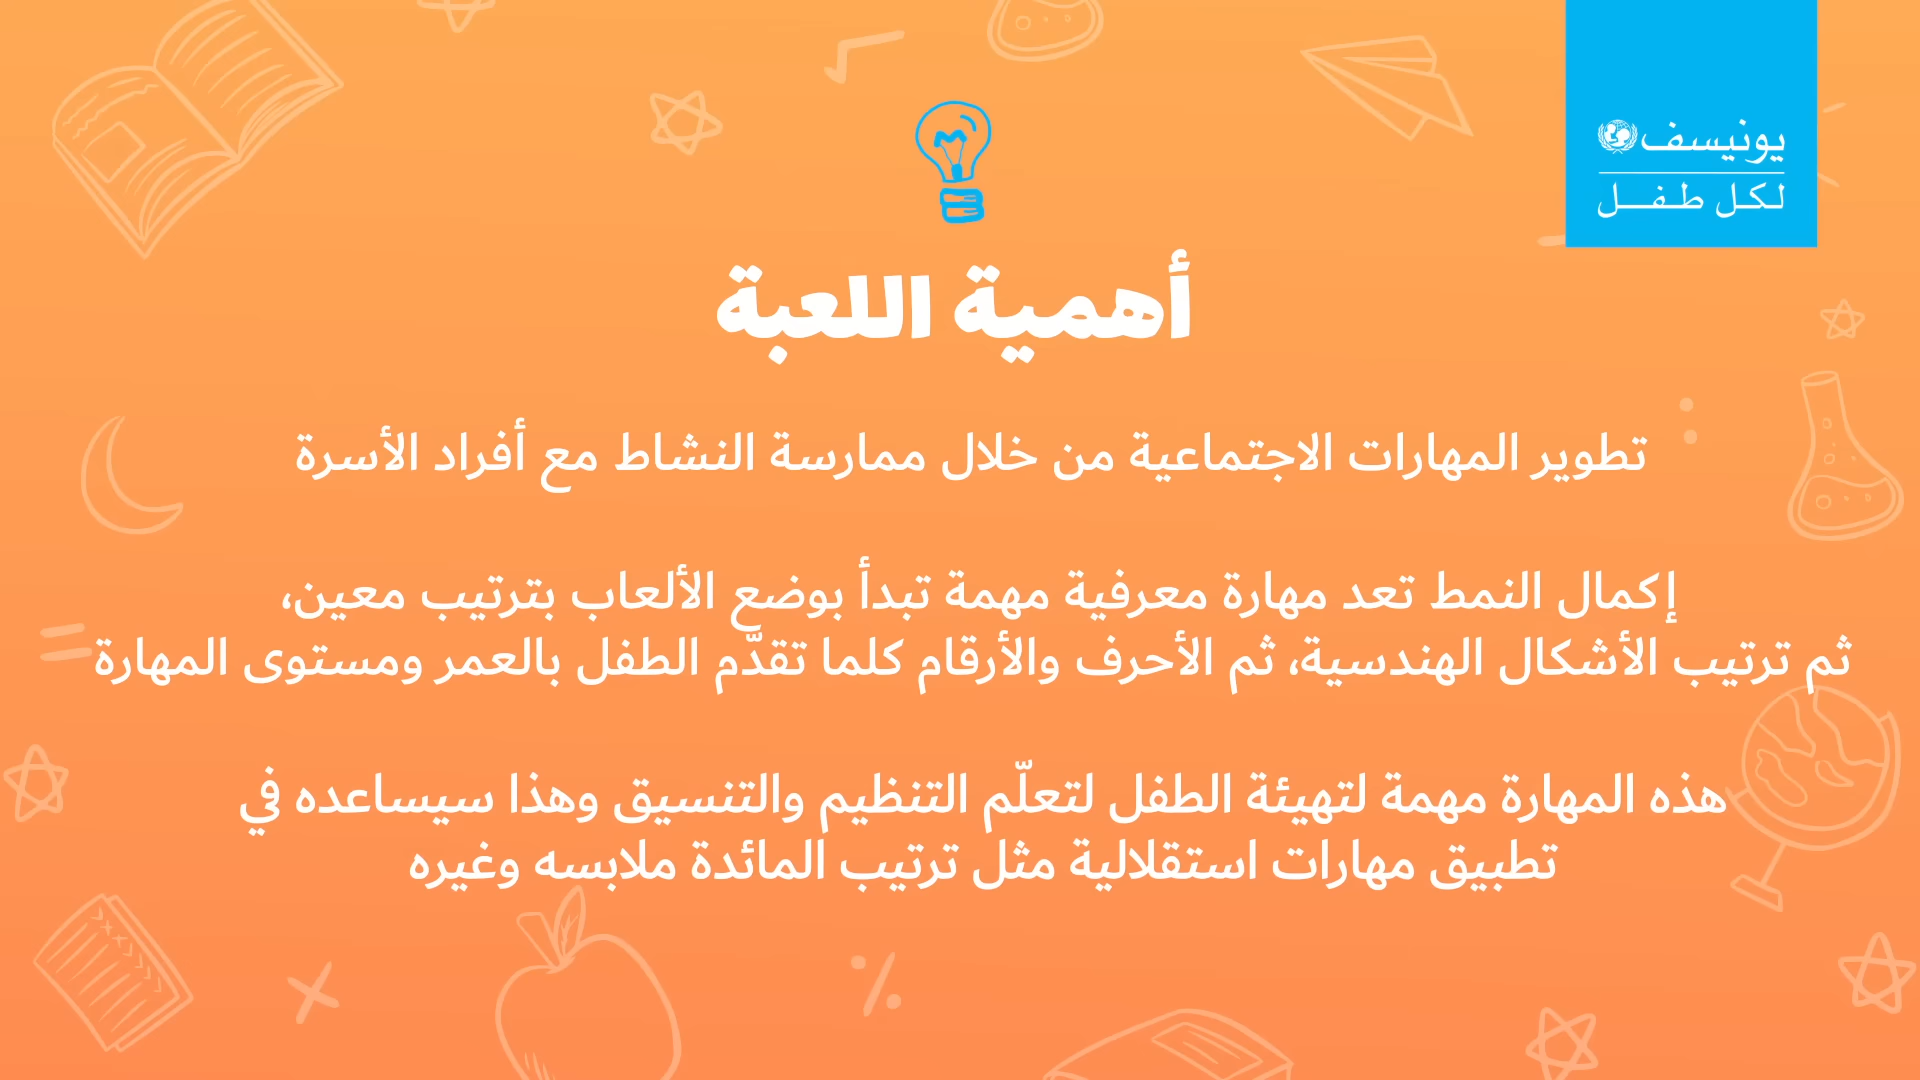 يونيسف
لكل طفل
أهمية اللعبة
تطوير المهارات الاجتماعية من خلال ممارسة النشاط مع أفراد الأسرة
إكمال النمط تعد مهارة معرفية مهمة تبدأ بوضع الألعاب بترتيب معين،
ثم ترتيب الأشكال الهندسية، ثم الأحرف والأرقام كلما تقدّم الطفل بالعمر ومستوى المهارة
هذه المهارة مهمة لتهيئة الطفل لتعلّم التنظيم والتنسيق وهذا سيساعده في
تطبيق مهارات استقلالية مثل ترتيب المائدة ملابسه وغيره